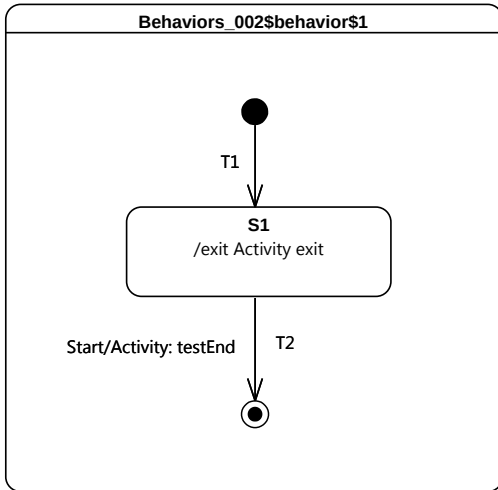 Behaviors_002$behavior$1
T1
S1
/exit Activity exit
Start/Activity: testEnd
T2